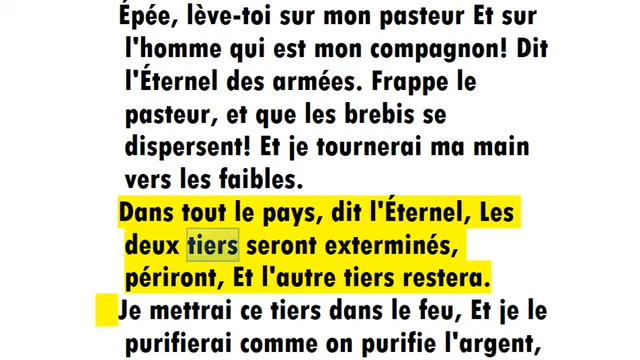 Épée, lève-toi sur mon pasteur Et sur
l'homme qui est mon compagnon! Dit
l'Éternel des armées. Frappe le
pasteur, et que les brebis se
dispersent! Et je tournerai ma main
vers les faibles.
Dans tout le pays, dit l'Éternel, Les
deux tiers seront exterminés,
périront, Et l'autre tiers restera.
Je mettrai ce tiers dans le feu, Et je le
purifierai comme on purifie l'argent,